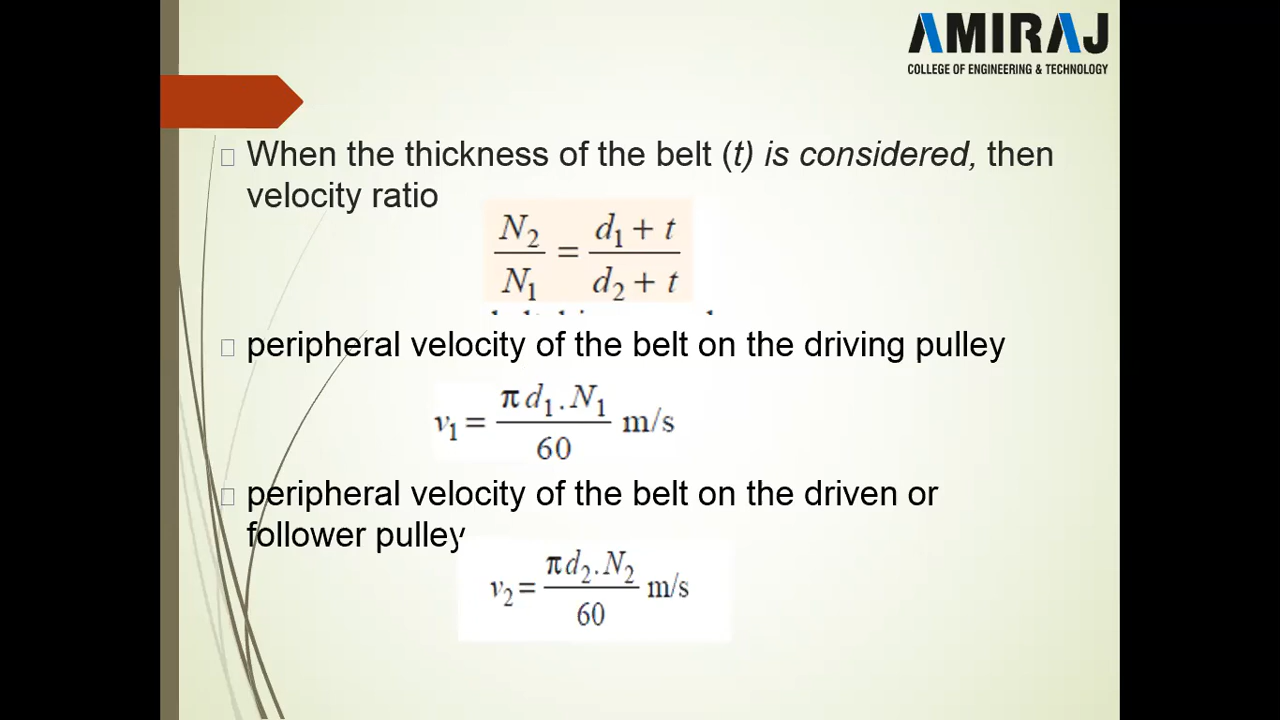 AMIRAJ
COLLEGE OF ENGINEERING & TECHNOLOGY
When the thickness of the belt (t) is considered, then
velocity ratio
N₂/N₁ = (d₁ + t)/(d₂ + t)
peripheral velocity of the belt on the driving pulley
v₁ = π d₁ . N₁/60 m/s
peripheral velocity of the belt on the driven or
follower pulley
v₂ = π d₂ . N₂/60 m/s